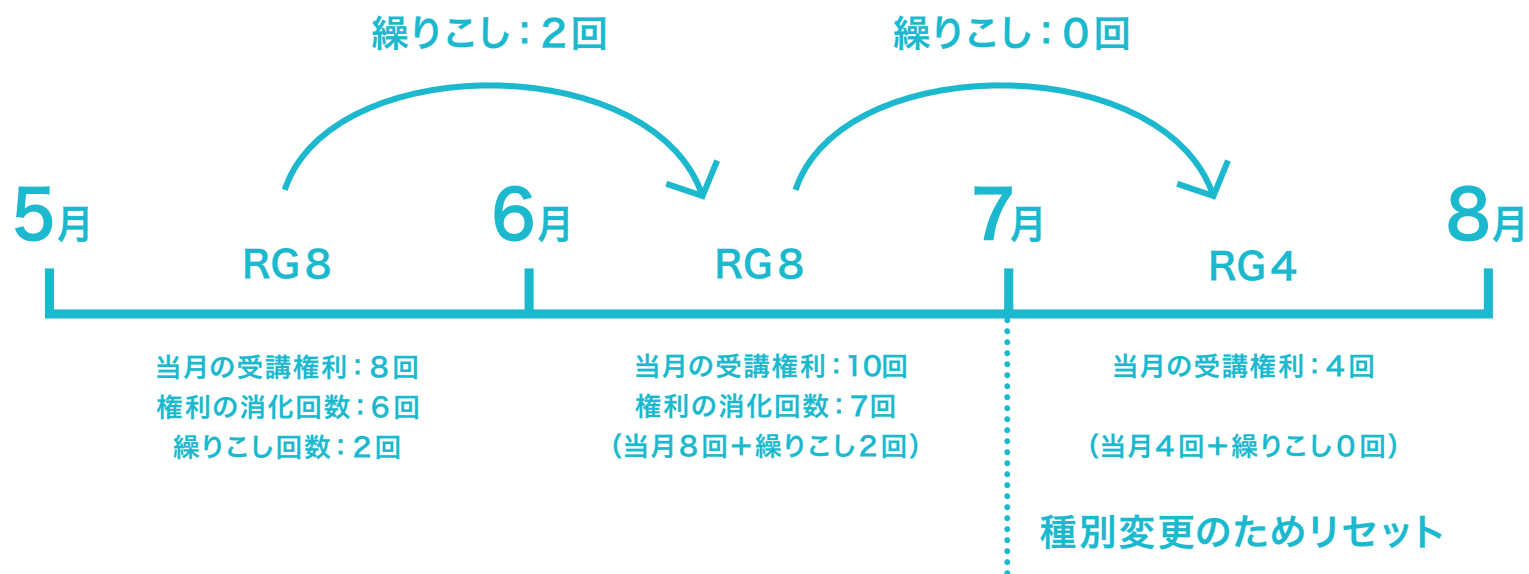 繰りこし：2回
繰りこし：0回
5月
6月
7月
8月
RG8
RG8
RG4
当月の受講権利：8回
権利の消化回数：6回
繰りこし回数：2回
当月の受講権利：10回
権利の消化回数：7回
（当月8回＋繰りこし2回）
当月の受講権利：4回
（当月4回＋繰りこし0回）
種別変更のためリセット